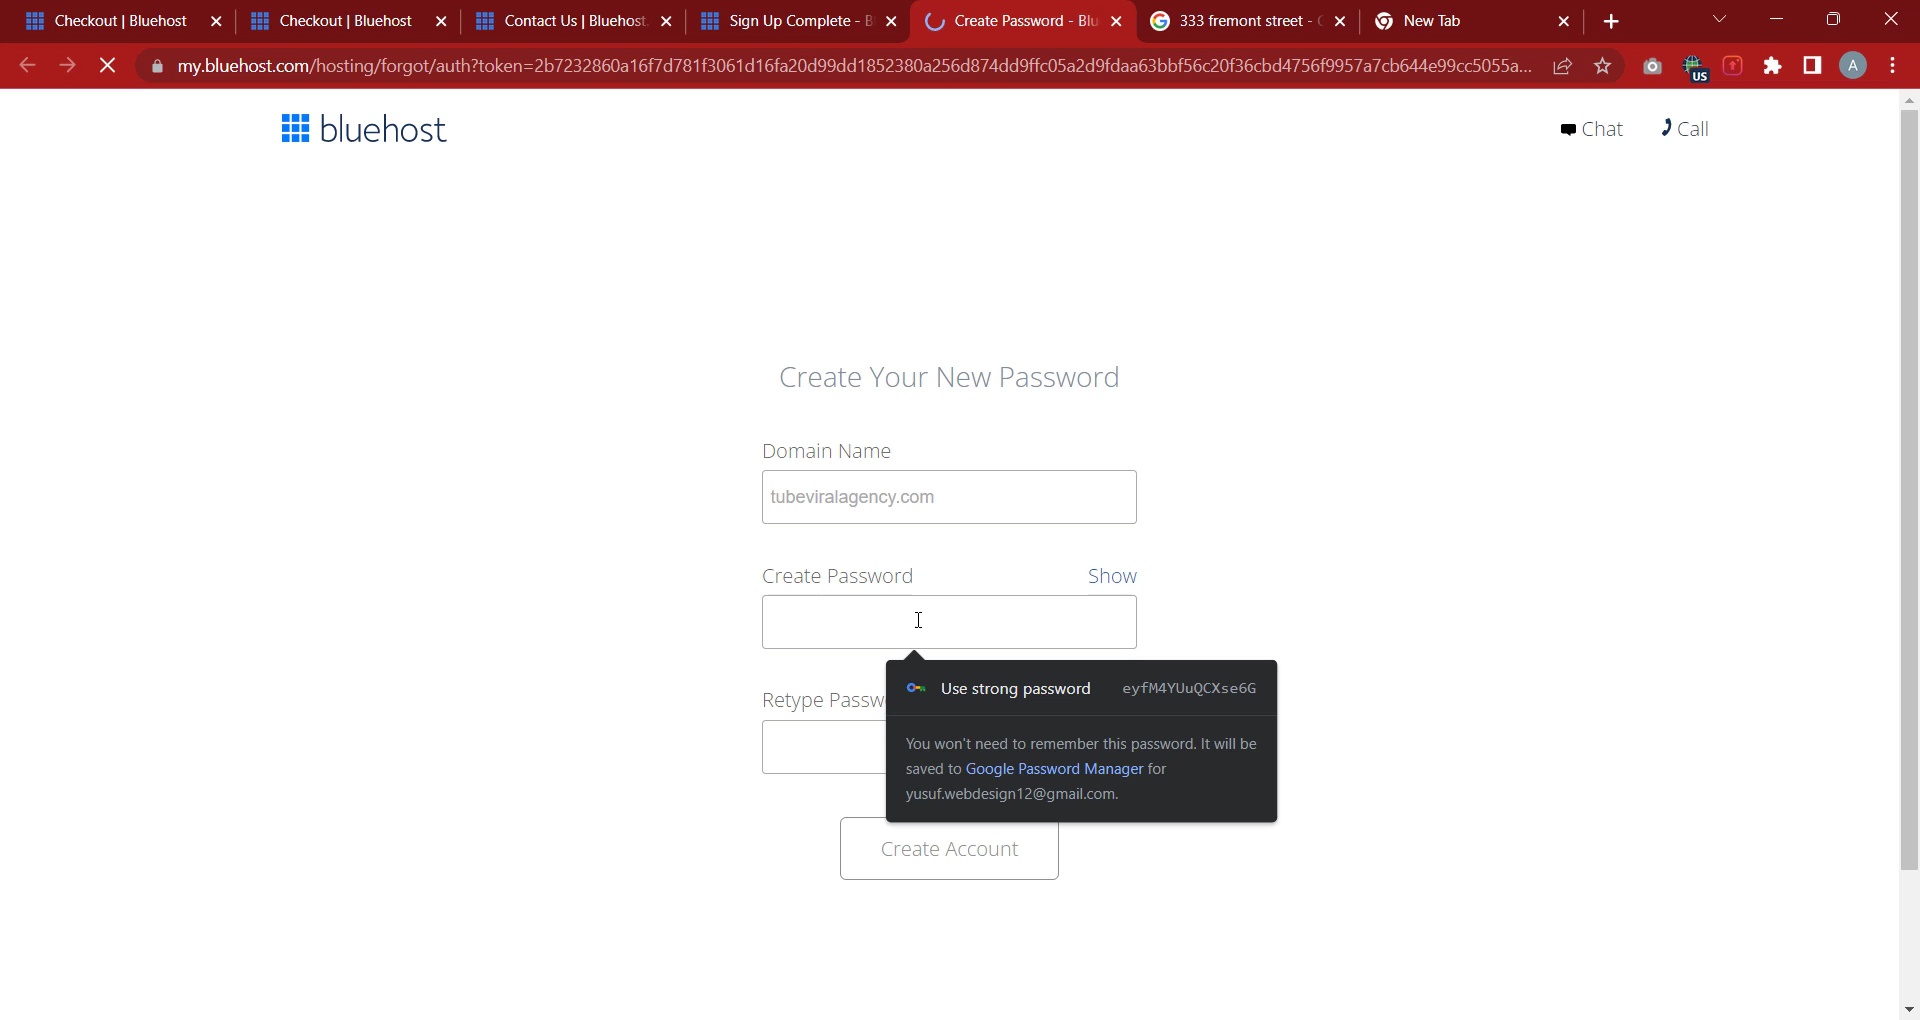 Checkout | Bluehost
Checkout | Bluehost
Contact Us | Bluehost
Sign Up Complete - B
Create Password - Blu
333 fremont street - 
New Tab
my.bluehost.com/hosting/forgot/auth?token=2b7232860a16f7d781f3061d16fa20d99dd1852380a256d874dd9ffc05a2d9fdaa63bbf56c20f36cbd4756f9957a7cb644e99cc5055a...
US
A
bluehost
Chat
Call
Create Your New Password
Domain Name
tubeviralagency.com
Create Password
Show
Use strong password eyfM4YUuQCXse6G
Retype Passw
You won't need to remember this password. It will be
saved to Google Password Manager for
yusuf.webdesign12@gmail.com.
Create Account